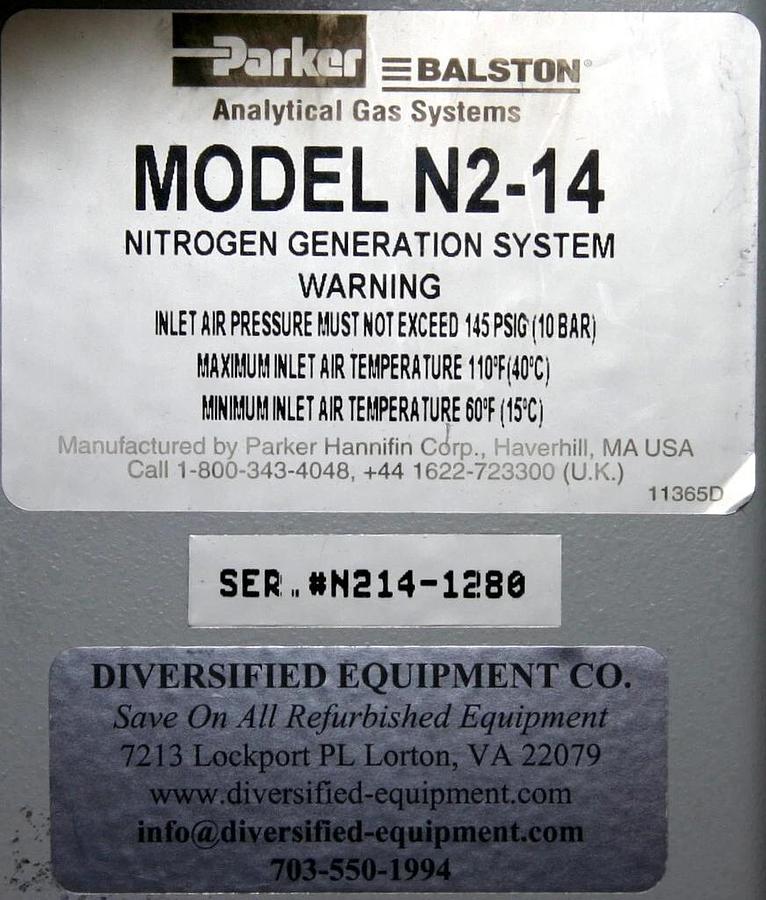 Parker BALSTON®
Analytical Gas Systems
MODEL N2-14
NITROGEN GENERATION SYSTEM
WARNING
INLET AIR PRESSURE MUST NOT EXCEED 145 PSIG (10 BAR)
MAXIMUM INLET AIR TEMPERATURE 110°F(40°C)
MINIMUM INLET AIR TEMPERATURE 60°F (15°C)
Manufactured by Parker Hannifin Corp., Haverhill, MA USA
Call 1-800-343-4048, +44 1622-723300 (U.K.)
11365D
SER. #N214-1280
DIVERSIFIED EQUIPMENT CO.
Save On All Refurbished Equipment
7213 Lockport PL Lorton, VA 22079
www.diversified-equipment.com
info@diversified-equipment.com
703-550-1994